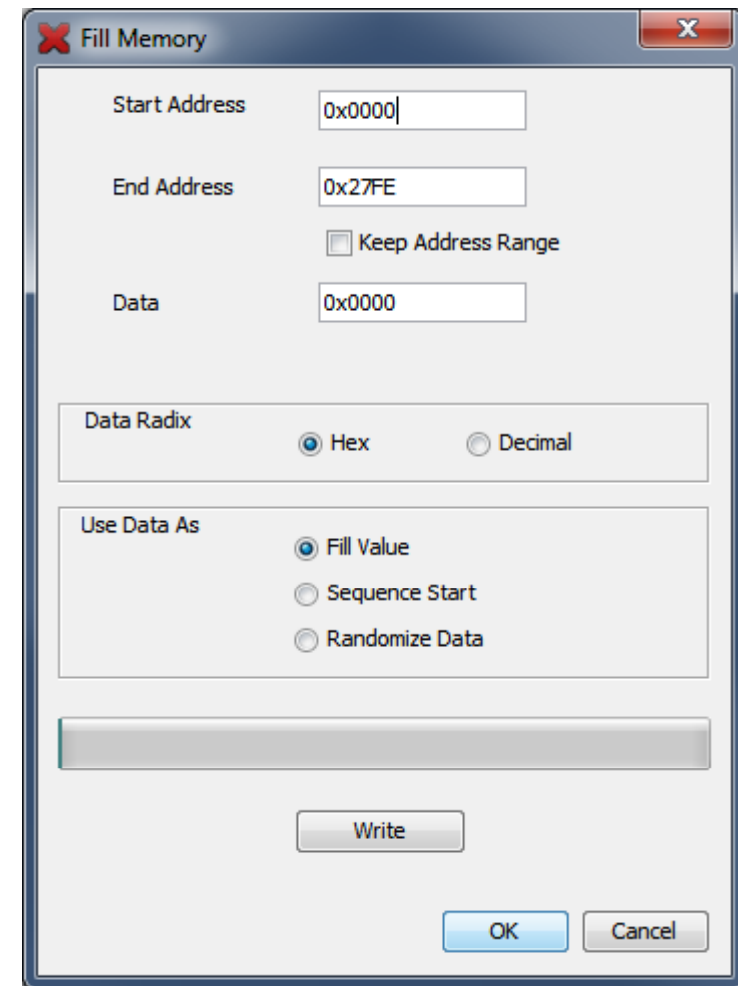 Fill Memory
Start Address 0x0000
End Address 0x27FE
Keep Address Range
Data 0x0000
Data Radix
Hex Decimal
Use Data As
Fill Value
Sequence Start
Randomize Data
Write
OK Cancel